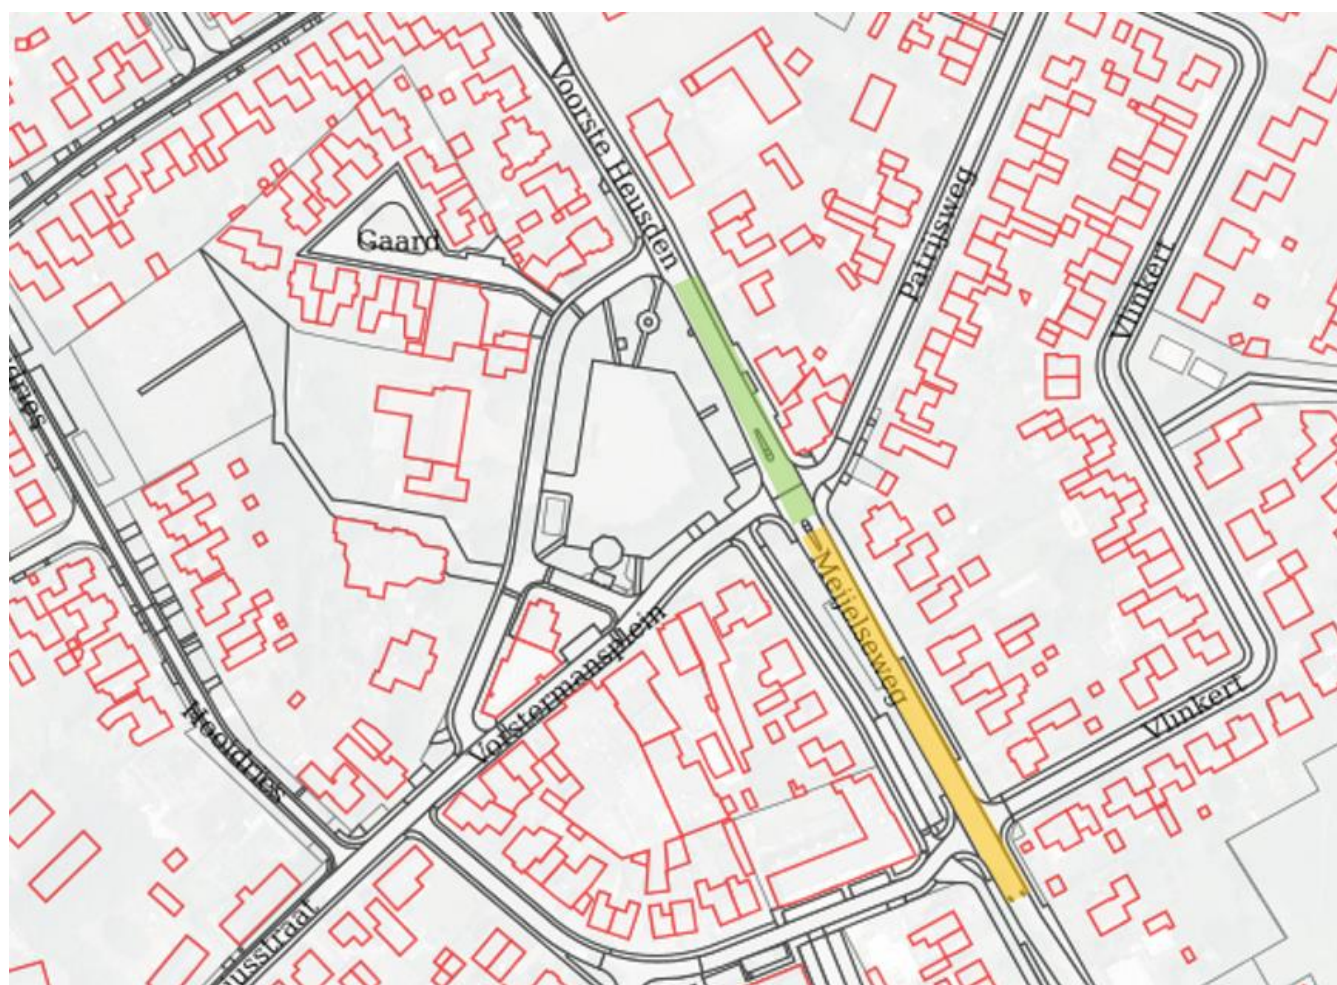 Voorste Heusden
Gaard
Patrijsweg
Vlinkert
Meijelseweg
Vorstermansplein
Vlinkert
Hoofdries